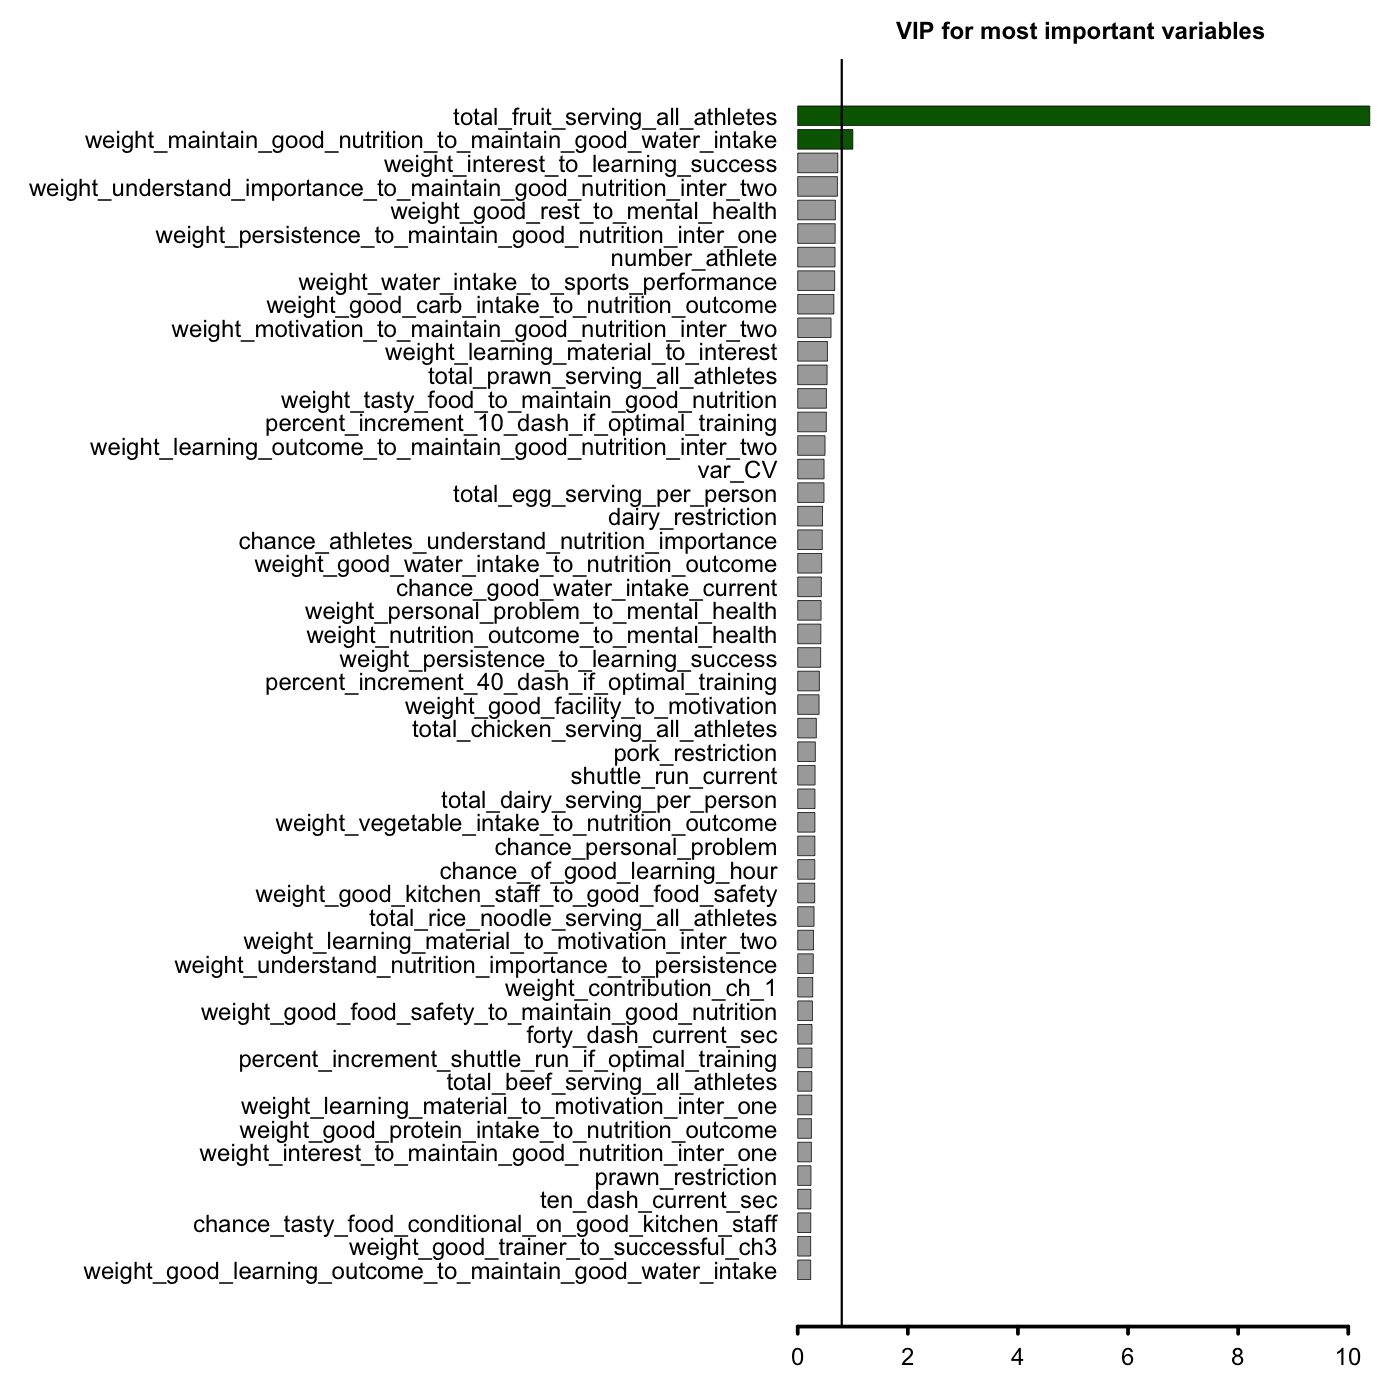 VIP for most important variables
total_fruit_serving_all_athletes
weight_maintain_good_nutrition_to_maintain_good_water_intake
weight_interest_to_learning_success
weight_understand_importance_to_maintain_good_nutrition_inter_two
weight_good_rest_to_mental_health
weight_persistence_to_maintain_good_nutrition_inter_one
number_athlete
weight_water_intake_to_sports_performance
weight_good_carb_intake_to_nutrition_outcome
weight_motivation_to_maintain_good_nutrition_inter_two
weight_learning_material_to_interest
total_prawn_serving_all_athletes
weight_tasty_food_to_maintain_good_nutrition
percent_increment_10_dash_if_optimal_training
weight_learning_outcome_to_maintain_good_nutrition_inter_two
var_CV
total_egg_serving_per_person
dairy_restriction
chance_athletes_understand_nutrition_importance
weight_good_water_intake_to_nutrition_outcome
chance_good_water_intake_current
weight_personal_problem_to_mental_health
weight_nutrition_outcome_to_mental_health
weight_persistence_to_learning_success
percent_increment_40_dash_if_optimal_training
weight_good_facility_to_motivation
total_chicken_serving_all_athletes
pork_restriction
shuttle_run_current
total_dairy_serving_per_person
weight_vegetable_intake_to_nutrition_outcome
chance_personal_problem
chance_of_good_learning_hour
weight_good_kitchen_staff_to_good_food_safety
total_rice_noodle_serving_all_athletes
weight_learning_material_to_motivation_inter_two
weight_understand_nutrition_importance_to_persistence
weight_contribution_ch_1
weight_good_food_safety_to_maintain_good_nutrition
forty_dash_current_sec
percent_increment_shuttle_run_if_optimal_training
total_beef_serving_all_athletes
weight_learning_material_to_motivation_inter_one
weight_good_protein_intake_to_nutrition_outcome
weight_interest_to_maintain_good_nutrition_inter_one
prawn_restriction
ten_dash_current_sec
chance_tasty_food_conditional_on_good_kitchen_staff
weight_good_trainer_to_successful_ch3
weight_good_learning_outcome_to_maintain_good_water_intake
0 2 4 6 8 10